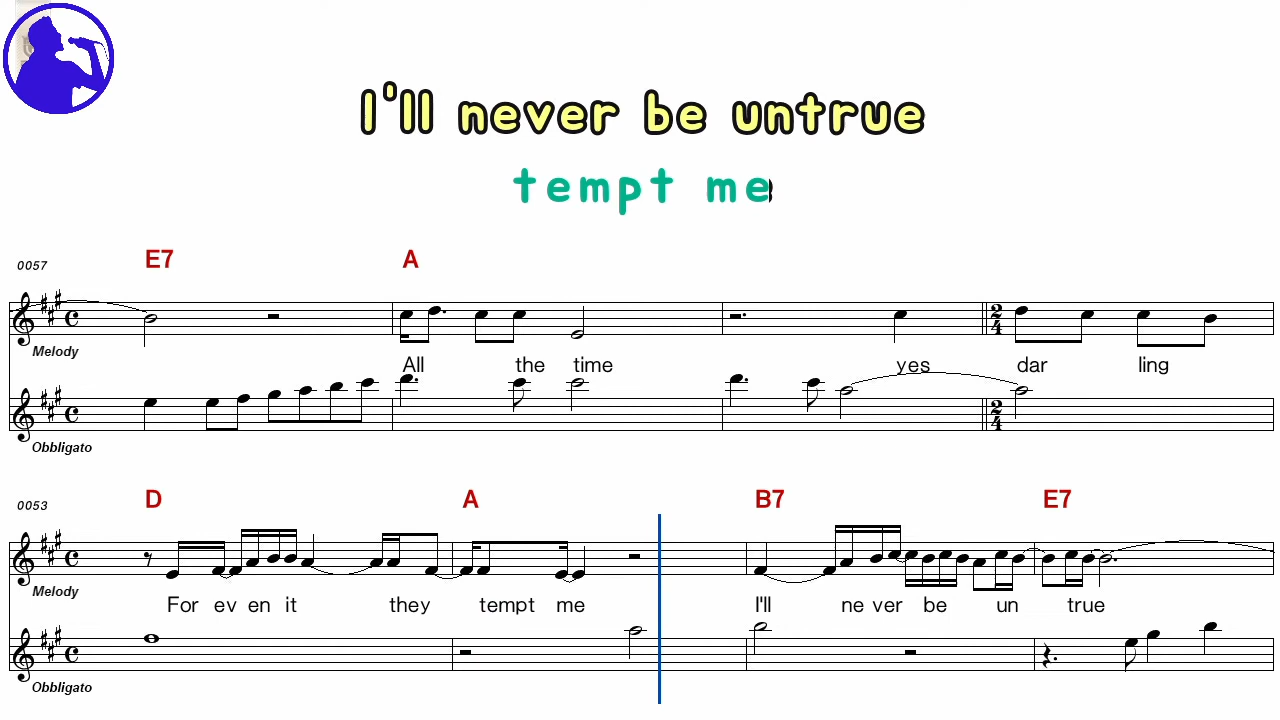 I'll never be untrue
tempt me
0057 E7 A
Melody
All the time yes dar ling
Obbligato
0053 D A B7 E7
Melody
For ev en it they tempt me I'll ne ver be un true
Obbligato